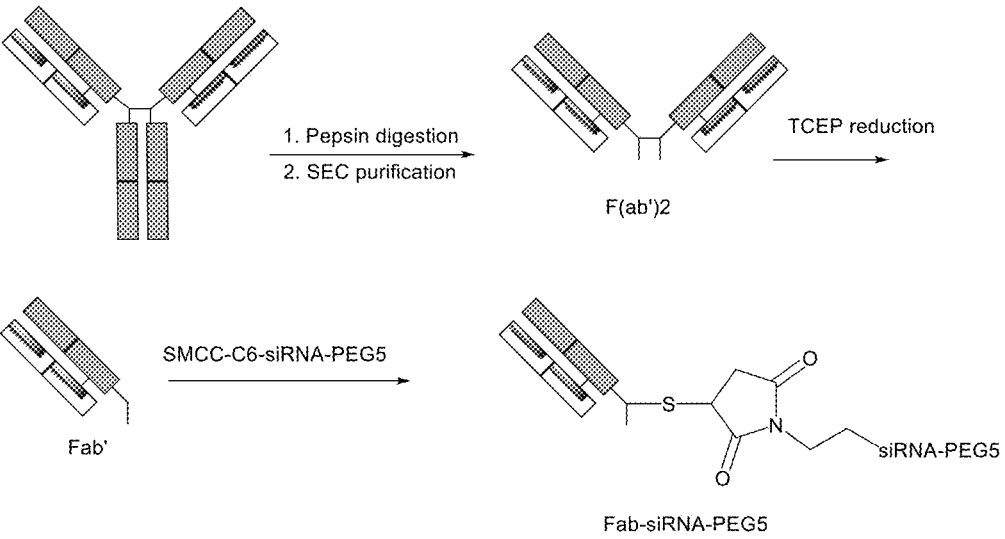 1. Pepsin digestion
2. SEC purification
TCEP reduction
F(ab')2
SMCC-C6-siRNA-PEG5
Fab'
S
O
N
O
siRNA-PEG5
Fab-siRNA-PEG5